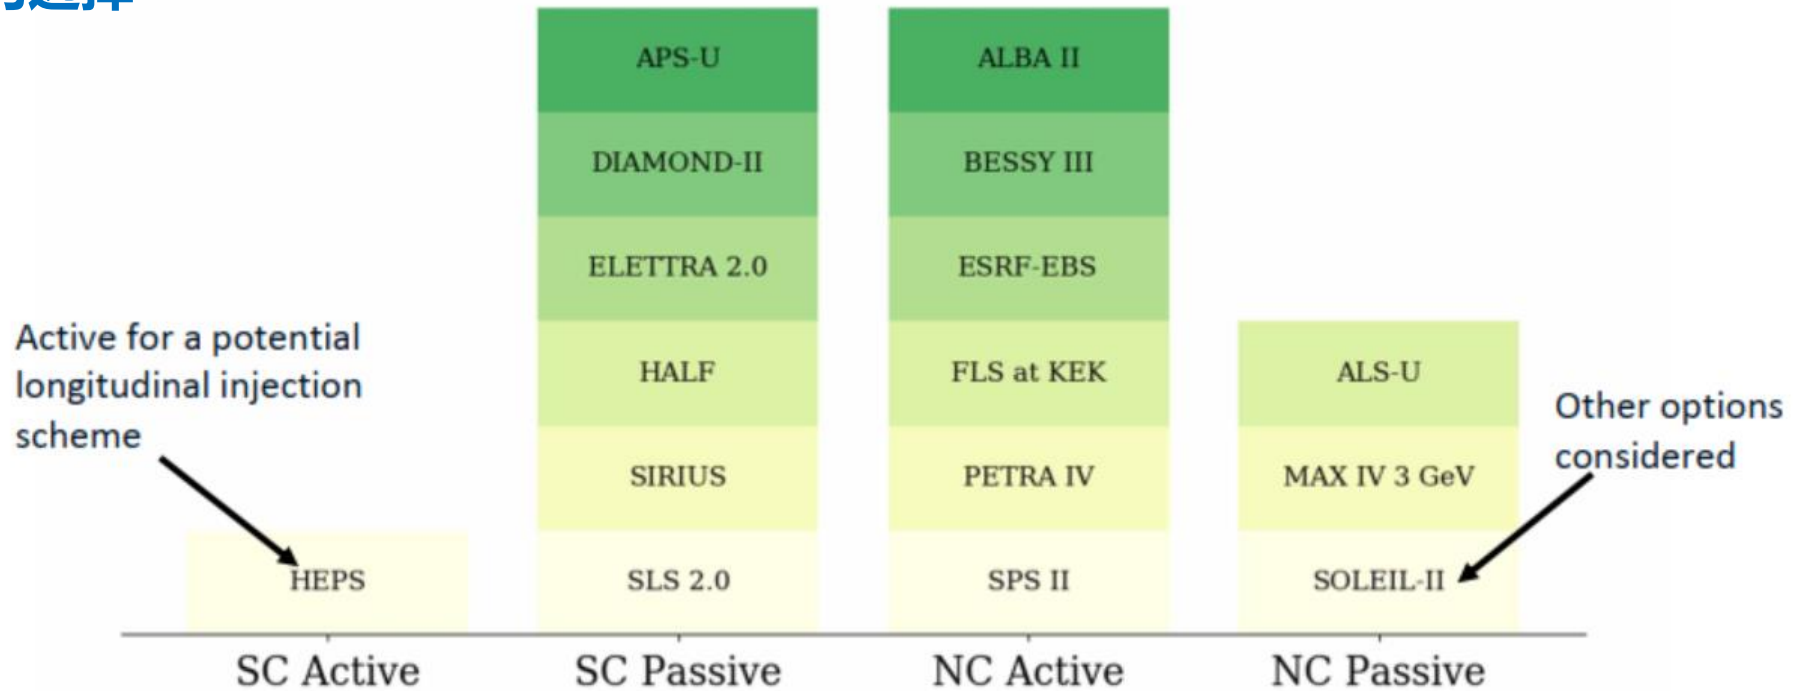 选择
APS-U
ALBA II
DIAMOND-II
BESSY III
ELETTRA 2.0
ESRF-EBS
Active for a potential
longitudinal injection
scheme
HALF
FLS at KEK
ALS-U
Other options
considered
SIRIUS
PETRA IV
MAX IV 3 GeV
HEPS
SLS 2.0
SPS II
SOLEIL-II
SC Active
SC Passive
NC Active
NC Passive